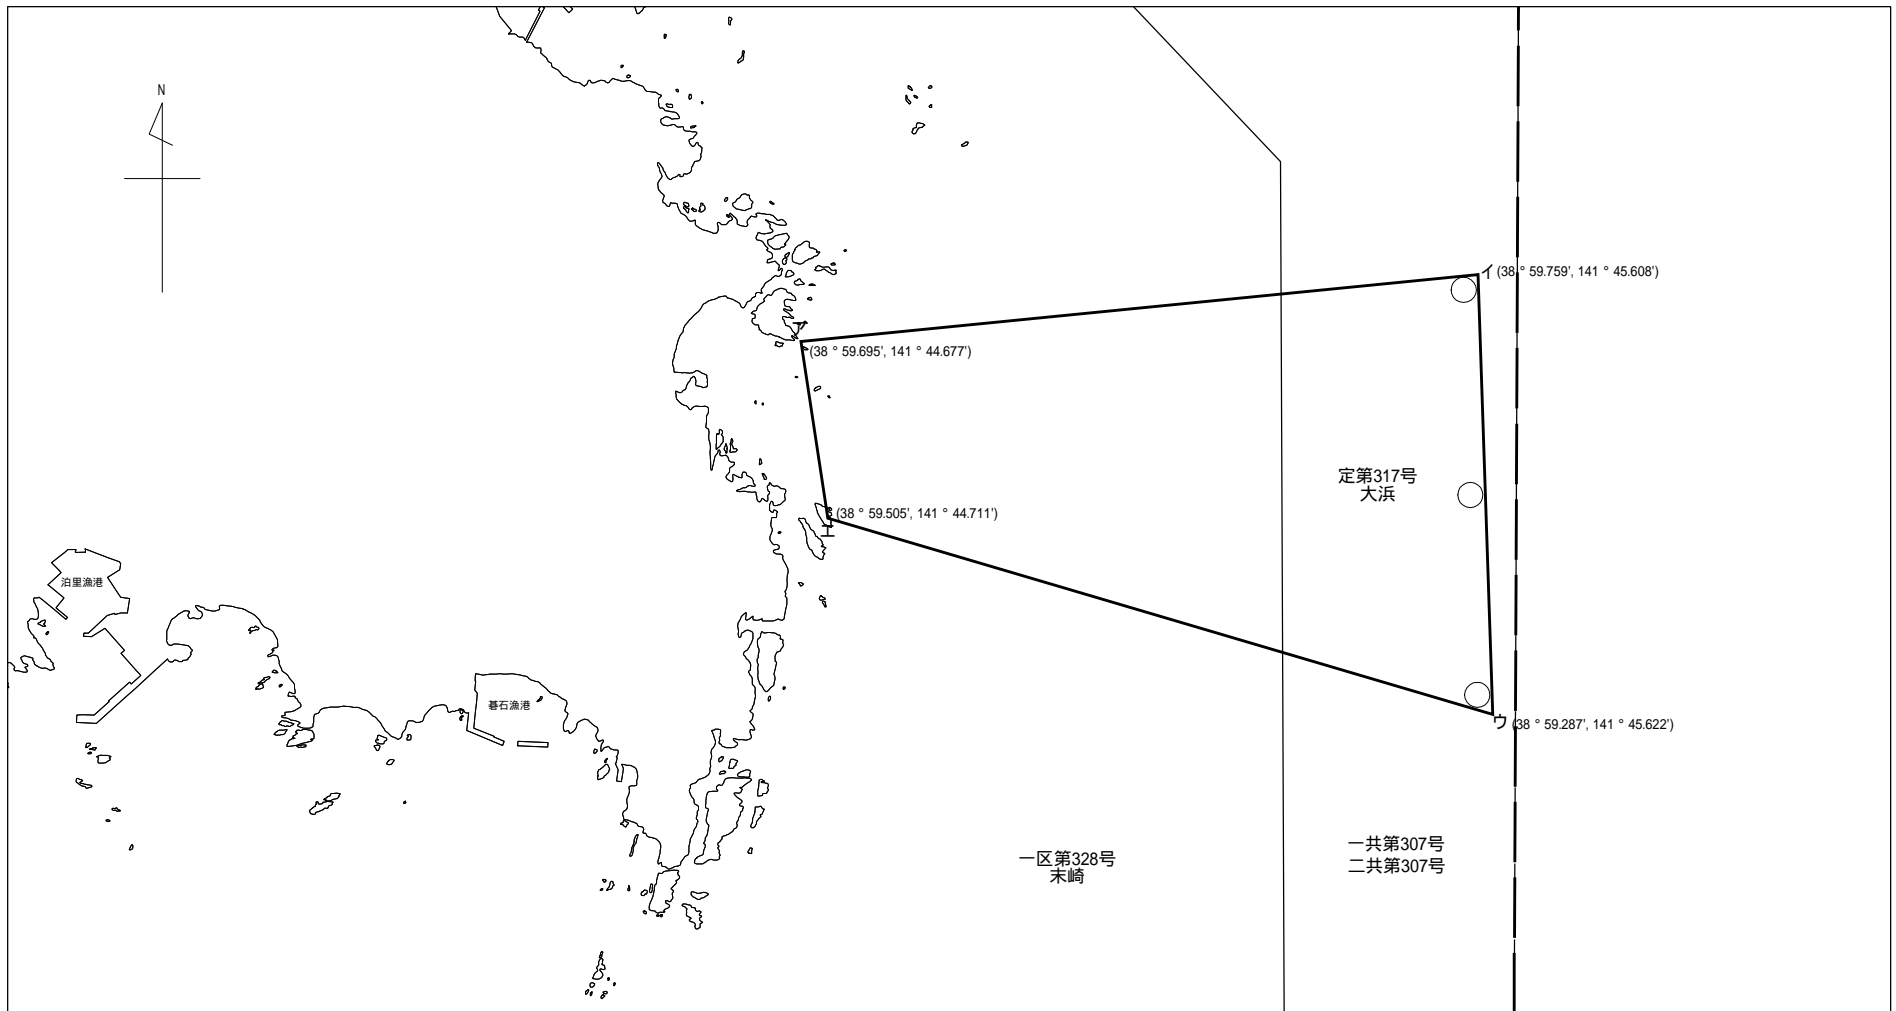 N
イ (38 ° 59.759', 141 ° 45.608')
ア
(38 ° 59.695', 141 ° 44.677')
定第317号
大浜
(38 ° 59.505', 141 ° 44.711')
エ
泊里漁港
碁石漁港
ウ (38 ° 59.287', 141 ° 45.622')
一区第328号
末崎
一共第307号
二共第307号